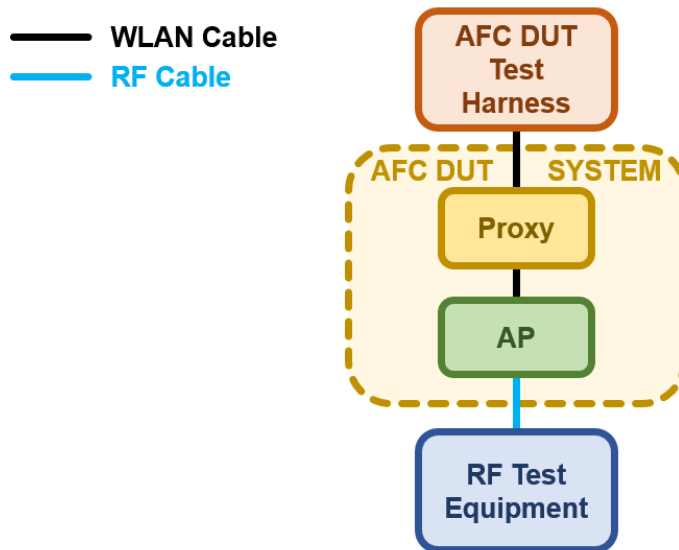 WLAN Cable
RF Cable
AFC DUT
Test
Harness
AFC DUT SYSTEM
Proxy
AP
RF Test
Equipment